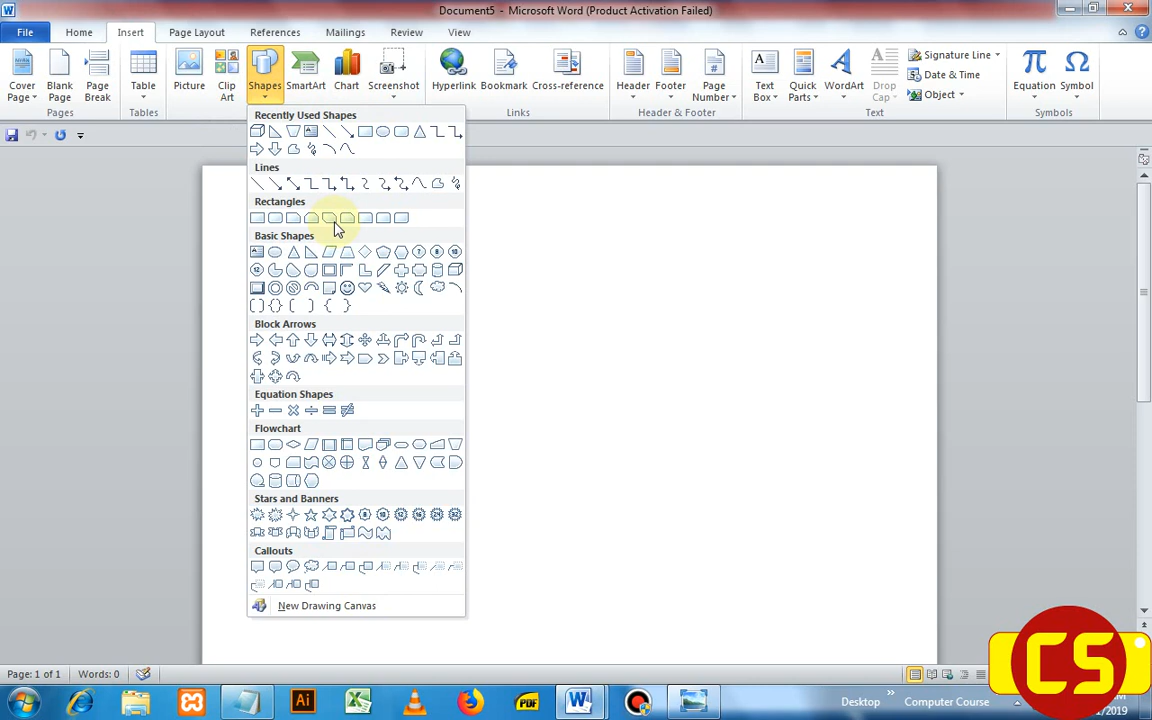 Document5 - Microsoft Word (Product Activation Failed)
File Home Insert Page Layout References Mailings Review View
Cover Page Blank Page Page Break Table Picture Clip Art Shapes SmartArt Chart Screenshot Hyperlink Bookmark Cross-reference Header Footer Page Number Text Box Quick Parts WordArt Drop Cap Signature Line Date & Time Object Equation Symbol
Pages Tables Links Header & Footer Text Symbols
Recently Used Shapes
Lines
Rectangles
Basic Shapes
Block Arrows
Equation Shapes
Flowchart
Stars and Banners
Callouts
New Drawing Canvas
Page: 1 of 1 Words: 0
CS
Ai PDF W Desktop » Computer Course
/2019